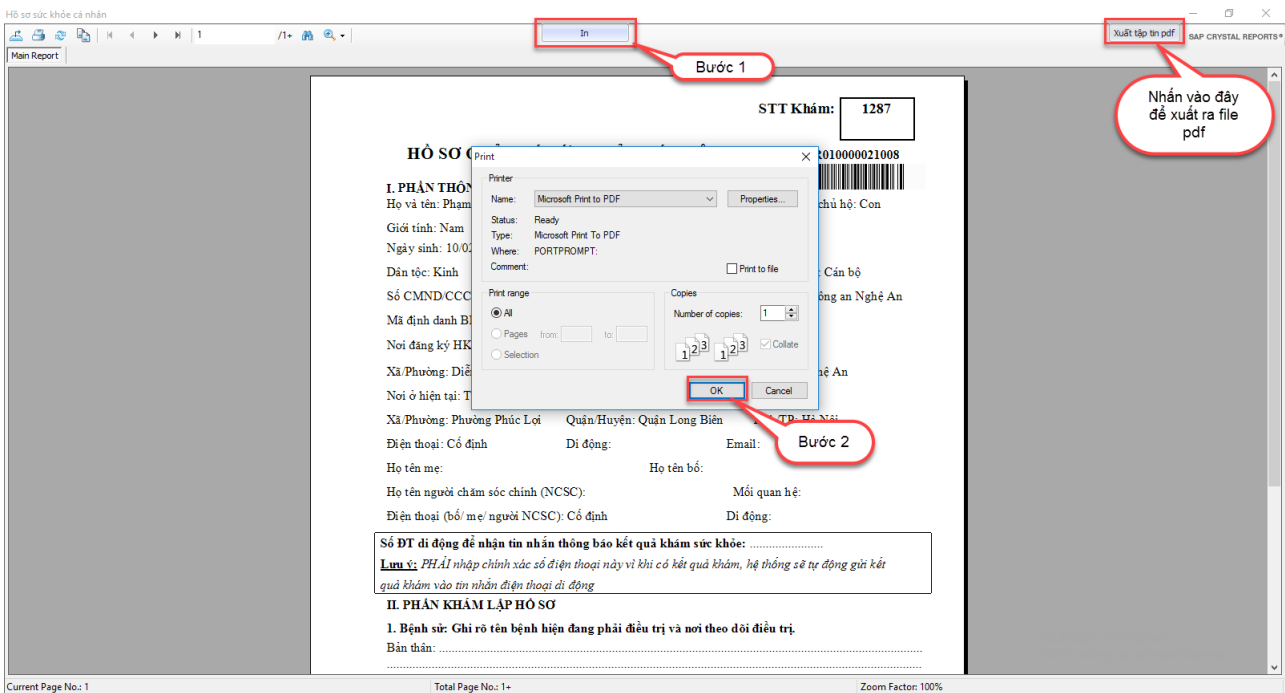 Hồ sơ sức khỏe cá nhân
1 /1+
In
Xuất tập tin pdf
SAP CRYSTAL REPORTS®
Main Report
Bước 1
Nhấn vào đây
để xuất ra file
pdf
STT Khám: 1287
HỒ SƠ
010000021008
I. PHẦN THÔN
Họ và tên: Phạm
chủ hộ: Con
Giới tính: Nam
Ngày sinh: 10/02
Dân tộc: Kinh
: Cán bộ
Số CMND/CCC
ông an Nghệ An
Mã định danh B
Nơi đăng ký HK
Xã/Phường: Diễ
hệ An
Nơi ở hiện tại: T
Print
Printer
Name: Microsoft Print to PDF Properties...
Status: Ready
Type: Microsoft Print To PDF
Where: PORTPROMPT:
Comment: Print to file
Print range
All
Pages from: to:
Selection
Copies
Number of copies: 1
1 2 3 1 2 3 Collate
OK Cancel
Bước 2
Xã/Phường: Phường Phúc Lợi Quận/Huyện: Quận Long Biên /TP: Hà Nội
Điện thoại: Cố định Di động: Email:
Họ tên mẹ: Họ tên bố:
Họ tên người chăm sóc chính (NCSC): Mối quan hệ:
Điện thoại (bố/ mẹ/ người NCSC): Cố định Di động:
Số ĐT di động để nhận tin nhắn thông báo kết quả khám sức khỏe: ........................
Lưu ý: PHẢI nhập chính xác số điện thoại này vì khi có kết quả khám, hệ thống sẽ tự động gửi kết
quả khám vào tin nhắn điện thoại di động
II. PHẦN KHÁM LẬP HỒ SƠ
1. Bệnh sử: Ghi rõ tên bệnh hiện đang phải điều trị và nơi theo dõi điều trị.
Bản thân: ................................................................
Current Page No.: 1 Total Page No.: 1+ Zoom Factor: 100%